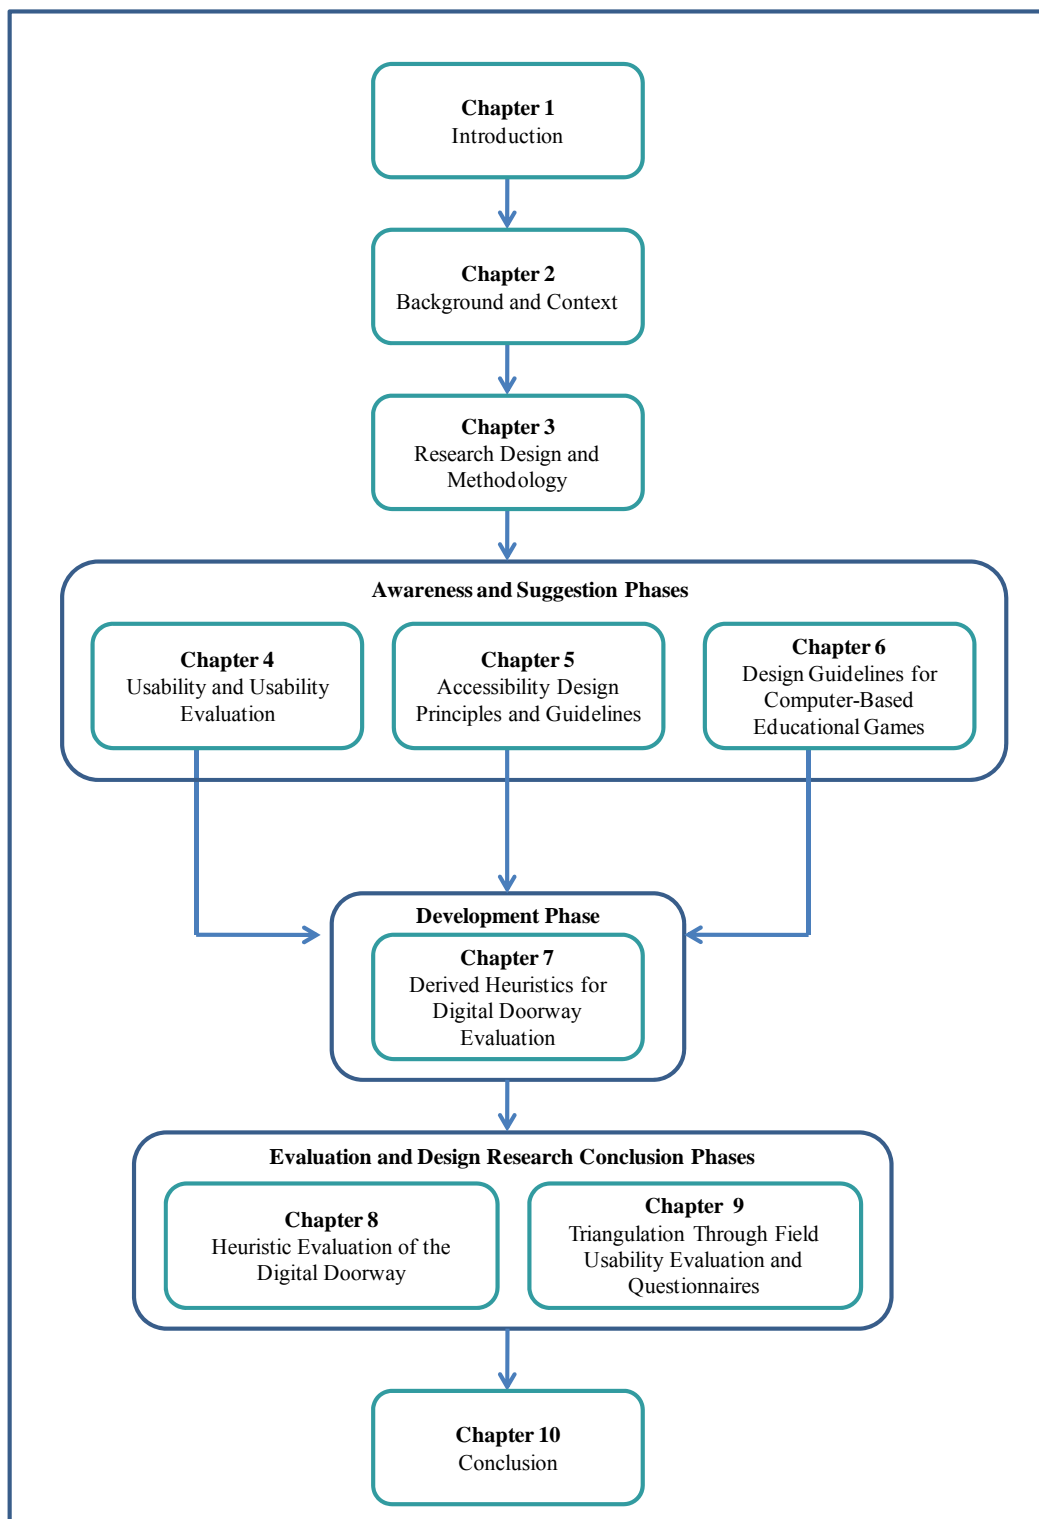 Chapter 1
Introduction
Chapter 2
Background and Context
Chapter 3
Research Design and
Methodology
Awareness and Suggestion Phases
Chapter 4
Usability and Usability
Evaluation
Chapter 5
Accessibility Design
Principles and Guidelines
Chapter 6
Design Guidelines for
Computer-Based
Educational Games
Development Phase
Chapter 7
Derived Heuristics for
Digital Doorway
Evaluation
Evaluation and Design Research Conclusion Phases
Chapter 8
Heuristic Evaluation of the
Digital Doorway
Chapter 9
Triangulation Through Field
Usability Evaluation and
Questionnaires
Chapter 10
Conclusion